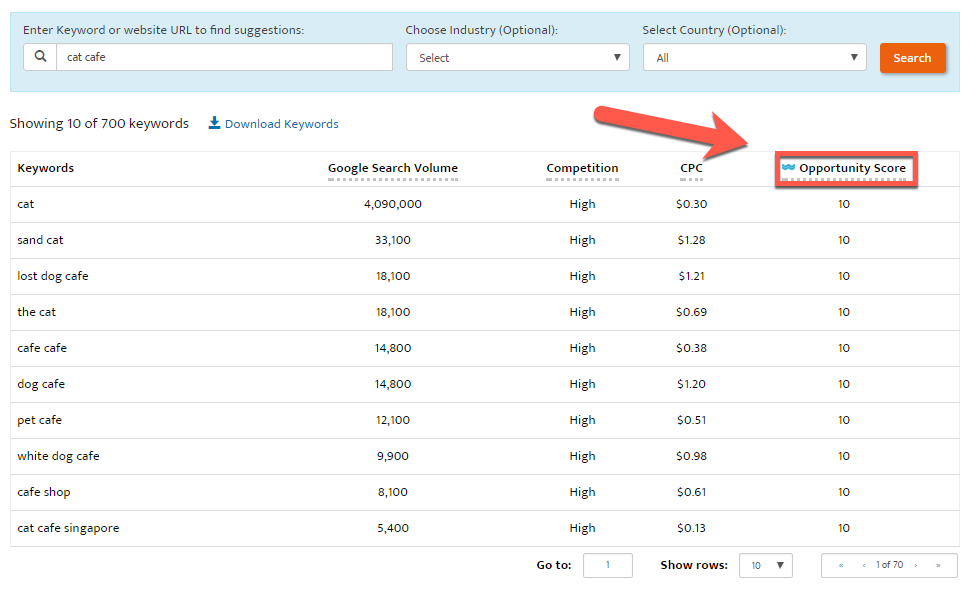 Enter Keyword or website URL to find suggestions: Choose Industry (Optional): Select Country (Optional):
cat cafe Select All Search
Showing 10 of 700 keywords Download Keywords
Keywords Google Search Volume Competition CPC Opportunity Score
cat 4,090,000 High $0.30 10
sand cat 33,100 High $1.28 10
lost dog cafe 18,100 High $1.21 10
the cat 18,100 High $0.69 10
cafe cafe 14,800 High $0.38 10
dog cafe 14,800 High $1.20 10
pet cafe 12,100 High $0.51 10
white dog cafe 9,900 High $0.98 10
cafe shop 8,100 High $0.61 10
cat cafe singapore 5,400 High $0.13 10
Go to: 1 Show rows: 10 « ‹ 1 of 70 › »